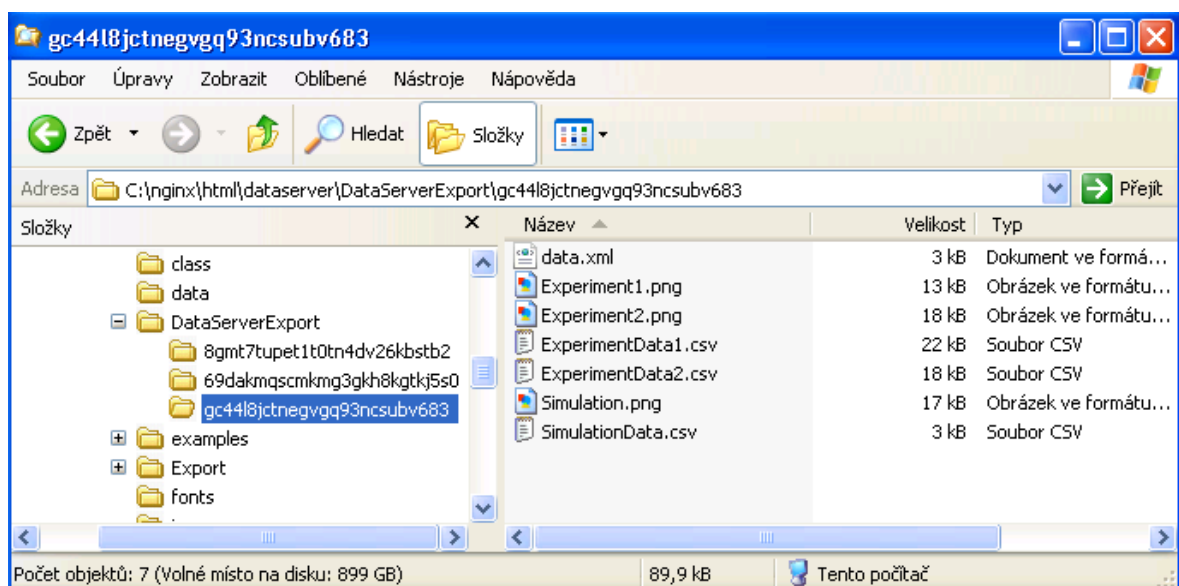 gc44l8jctnegvgq93ncsubv683
Soubor Úpravy Zobrazit Oblíbené Nástroje Nápověda
Zpět Hledat Složky
Adresa C:\nginx\html\dataserver\DataServerExport\gc44l8jctnegvgq93ncsubv683 Přejít
Složky
class
data
DataServerExport
8gmt7tupet1t0tn4dv26kbstb2
69dakmqscmkmg3gkh8kgtkj5s0
gc44l8jctnegvgq93ncsubv683
examples
Export
fonts
Název Velikost Typ
data.xml 3 kB Dokument ve formá...
Experiment1.png 13 kB Obrázek ve formátu...
Experiment2.png 18 kB Obrázek ve formátu...
ExperimentData1.csv 22 kB Soubor CSV
ExperimentData2.csv 18 kB Soubor CSV
Simulation.png 17 kB Obrázek ve formátu...
SimulationData.csv 3 kB Soubor CSV
Počet objektů: 7 (Volné místo na disku: 899 GB) 89,9 kB Tento počítač